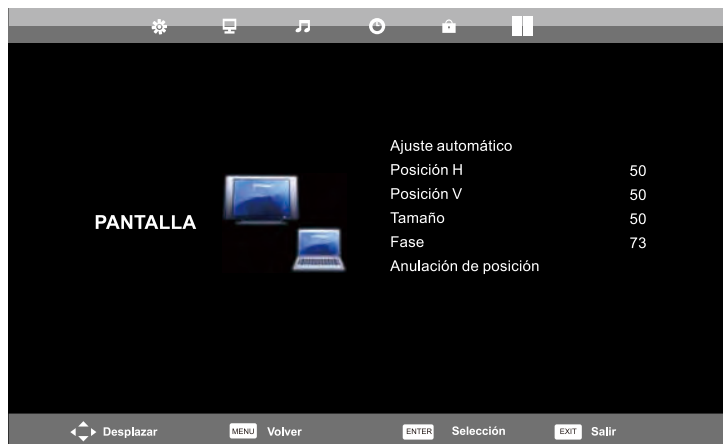 PANTALLA
Ajuste automático
Posición H 50
Posición V 50
Tamaño 50
Fase 73
Anulación de posición
Desplazar MENU Volver ENTER Selección EXIT Salir